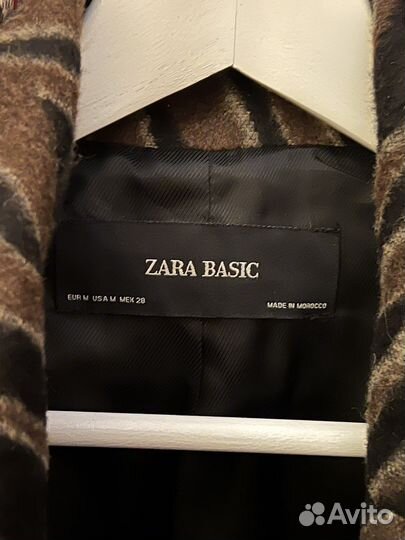 ZARA BASIC
EUR M USA M MEX 28
MADE IN MOROCCO
Avito